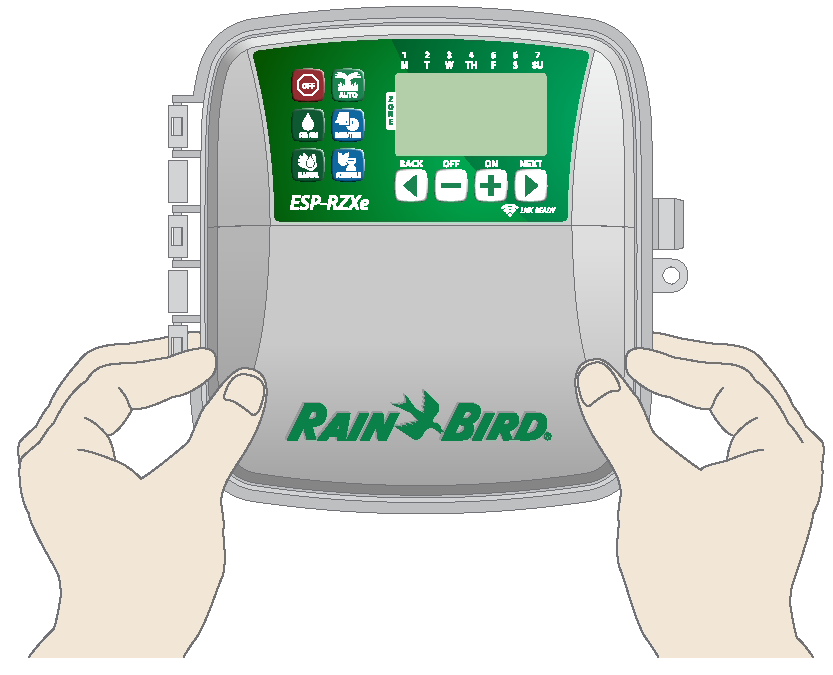 1 2 3 4 5 6 7
M T W TH F S SU
OFF AUTO
ZONE
MANUAL
BACK OFF ON NEXT
ESP-RZXe
LNK READY
RAIN BIRD®